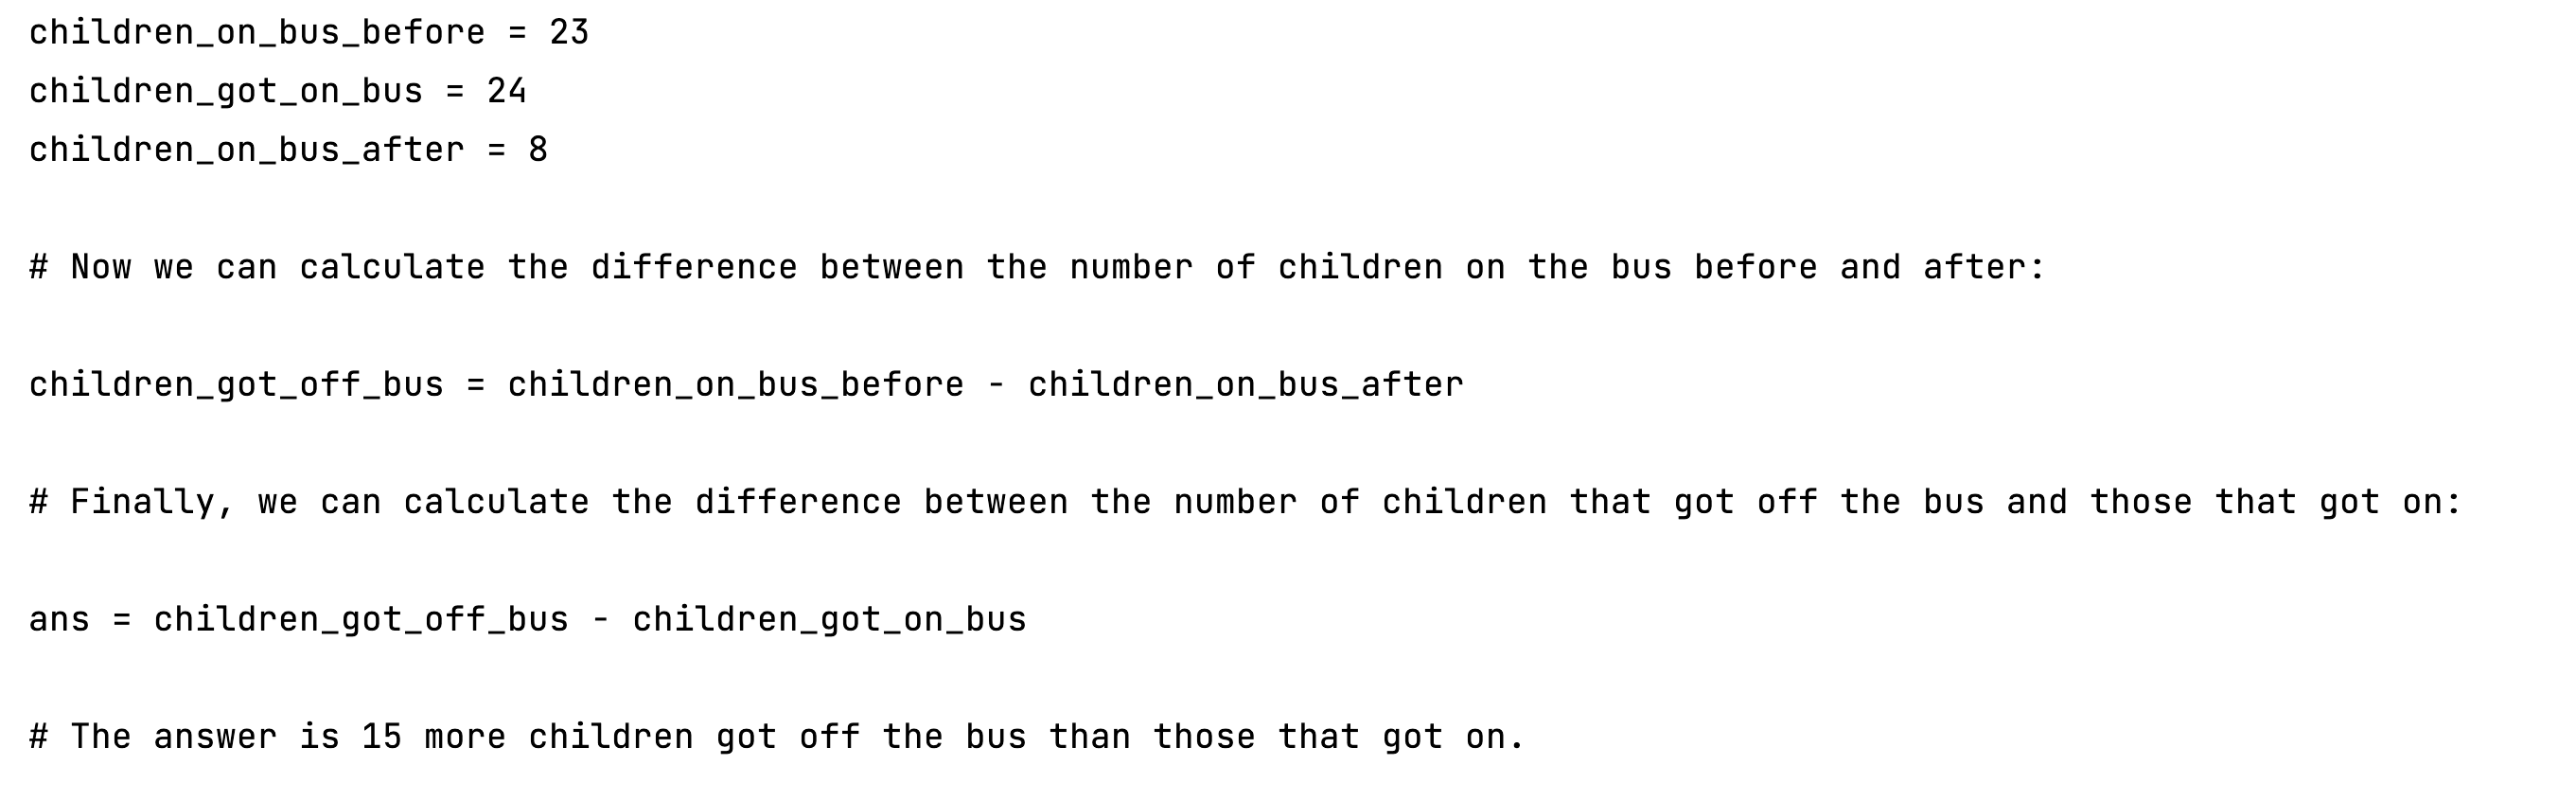 children_on_bus_before = 23
children_got_on_bus = 24
children_on_bus_after = 8
# Now we can calculate the difference between the number of children on the bus before and after:
children_got_off_bus = children_on_bus_before - children_on_bus_after
# Finally, we can calculate the difference between the number of children that got off the bus and those that got on:
ans = children_got_off_bus - children_got_on_bus
# The answer is 15 more children got off the bus than those that got on.